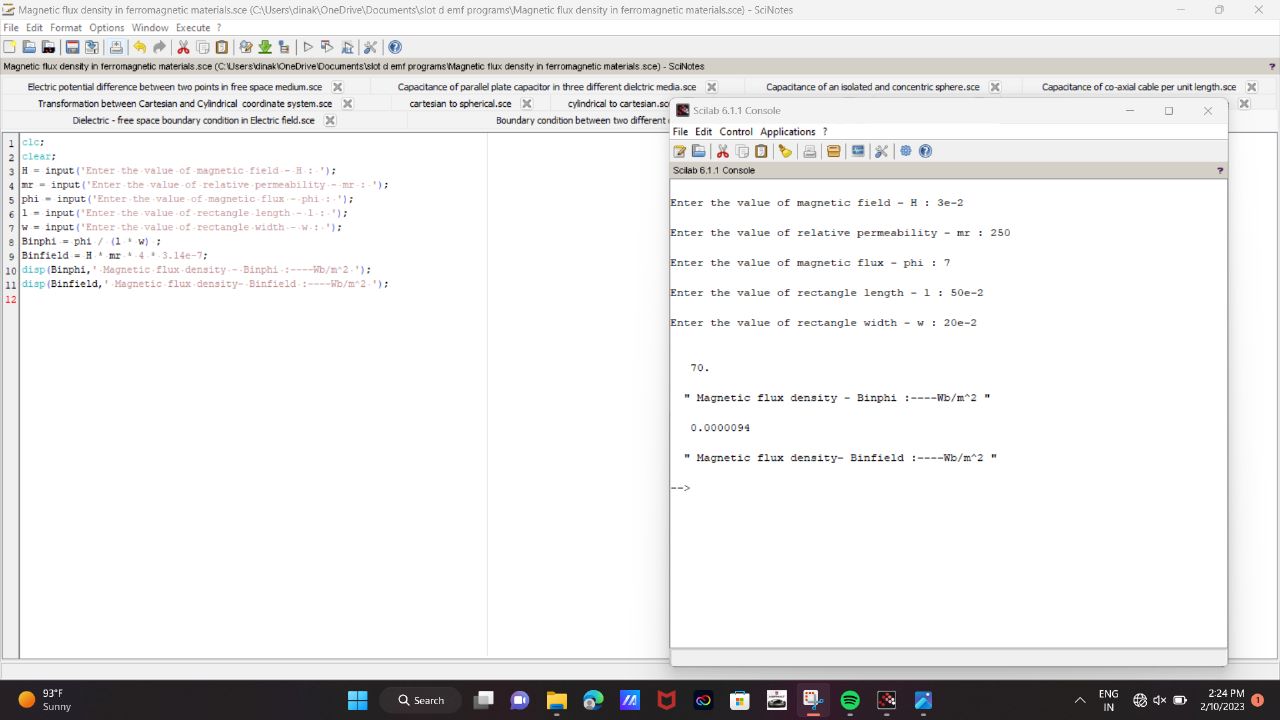 Magnetic flux density in ferromagnetic materials.sce (C:\Users\dinak\OneDrive\Documents\slot d emf programs\Magnetic flux density in ferromagnetic materials.sce) - SciNotes
File Edit Format Options Window Execute ?
Magnetic flux density in ferromagnetic materials.sce (C:\Users\dinak\OneDrive\Documents\slot d emf programs\Magnetic flux density in ferromagnetic materials.sce) - SciNotes ?
Electric potential difference between two points in free space medium.sce Capacitance of parallel plate capacitor in three different dielctric media.sce Capacitance of an isolated and concentric sphere.sce Capacitance of co-axial cable per unit length.sce
Transformation between Cartesian and Cylindrical coordinate system.sce cartesian to spherical.sce cylindrical to cartesian.sc
Dielectric - free space boundary condition in Electric field.sce Boundary condition between two different
1 clc;
2 clear;
3 H = input('Enter the value of magnetic field - H : ');
4 mr = input('Enter the value of relative permeability - mr : ');
5 phi = input('Enter the value of magnetic flux - phi : ');
6 l = input('Enter the value of rectangle length - l : ');
7 w = input('Enter the value of rectangle width - w : ');
8 Binphi = phi / (l * w) ;
9 Binfield = H * mr * 4 * 3.14e-7;
10 disp(Binphi,' Magnetic flux density - Binphi :----Wb/m^2 ');
11 disp(Binfield,' Magnetic flux density- Binfield :----Wb/m^2 ');
12
Scilab 6.1.1 Console
File Edit Control Applications ?
Scilab 6.1.1 Console ?
Enter the value of magnetic field - H : 3e-2
Enter the value of relative permeability - mr : 250
Enter the value of magnetic flux - phi : 7
Enter the value of rectangle length - l : 50e-2
Enter the value of rectangle width - w : 20e-2
70.
" Magnetic flux density - Binphi :----Wb/m^2 "
0.0000094
" Magnetic flux density- Binfield :----Wb/m^2 "
-->
93°F
Sunny
Search
ENG
IN
2:24 PM
2/10/2023
1